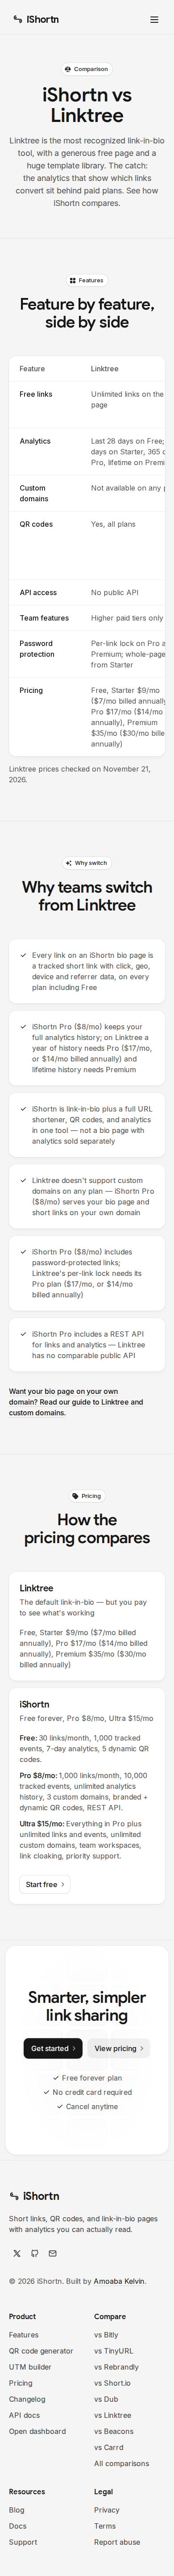 iShortn
Comparison
iShortn vs
Linktree
Linktree is the most recognized link-in-bio
tool, with a generous free page and a
huge template library. The catch:
the analytics that show which links
convert sit behind paid plans. See how
iShortn compares.
Features
Feature by feature,
side by side
Feature Linktree
Free links Unlimited links on the
page
Analytics Last 28 days on Free;
days on Starter, 365 d
Pro, lifetime on Premiu
Custom Not available on any p
domains
QR codes Yes, all plans
API access No public API
Team features Higher paid tiers only
Password Per-link lock on Pro a
protection Premium; whole-page
from Starter
Pricing Free, Starter $9/mo
($7/mo billed annually
Pro $17/mo ($14/mo
annually), Premium
$35/mo ($30/mo bille
annually)
Linktree prices checked on November 21,
2026.
Why switch
Why teams switch
from Linktree
Every link on an iShortn bio page is
a tracked short link with click, geo,
device and referrer data, on every
plan including Free
iShortn Pro ($8/mo) keeps your
full analytics history; on Linktree a
year of history needs Pro ($17/mo,
or $14/mo billed annually) and
lifetime history needs Premium
iShortn is link-in-bio plus a full URL
shortener, QR codes, and analytics
in one tool — not a bio page with
analytics sold separately
Linktree doesn't support custom
domains on any plan — iShortn Pro
($8/mo) serves your bio page and
short links on your own domain
iShortn Pro ($8/mo) includes
password-protected links;
Linktree's per-link lock needs its
Pro plan ($17/mo, or $14/mo
billed annually)
iShortn Pro includes a REST API
for links and analytics — Linktree
has no comparable public API
Want your bio page on your own
domain? Read our guide to Linktree and
custom domains.
Pricing
How the
pricing compares
Linktree
The default link-in-bio — but you pay
to see what's working
Free, Starter $9/mo ($7/mo billed
annually), Pro $17/mo ($14/mo billed
annually), Premium $35/mo ($30/mo
billed annually)
iShortn
Free forever, Pro $8/mo, Ultra $15/mo
Free: 30 links/month, 1,000 tracked
events, 7-day analytics, 5 dynamic QR
codes.
Pro $8/mo: 1,000 links/month, 10,000
tracked events, unlimited analytics
history, 3 custom domains, branded +
dynamic QR codes, REST API.
Ultra $15/mo: Everything in Pro plus
unlimited links and events, unlimited
custom domains, team workspaces,
link cloaking, priority support.
Start free
Smarter, simpler
link sharing
Get started View pricing
Free forever plan
No credit card required
Cancel anytime
iShortn
Short links, QR codes, and link-in-bio pages
with analytics you can actually read.
© 2026 iShortn. Built by Amoaba Kelvin.
Product Compare
Features vs Bitly
QR code generator vs TinyURL
UTM builder vs Rebrandly
Pricing vs Short.io
Changelog vs Dub
API docs vs Linktree
Open dashboard vs Beacons
vs Carrd
All comparisons
Resources Legal
Blog Privacy
Docs Terms
Support Report abuse